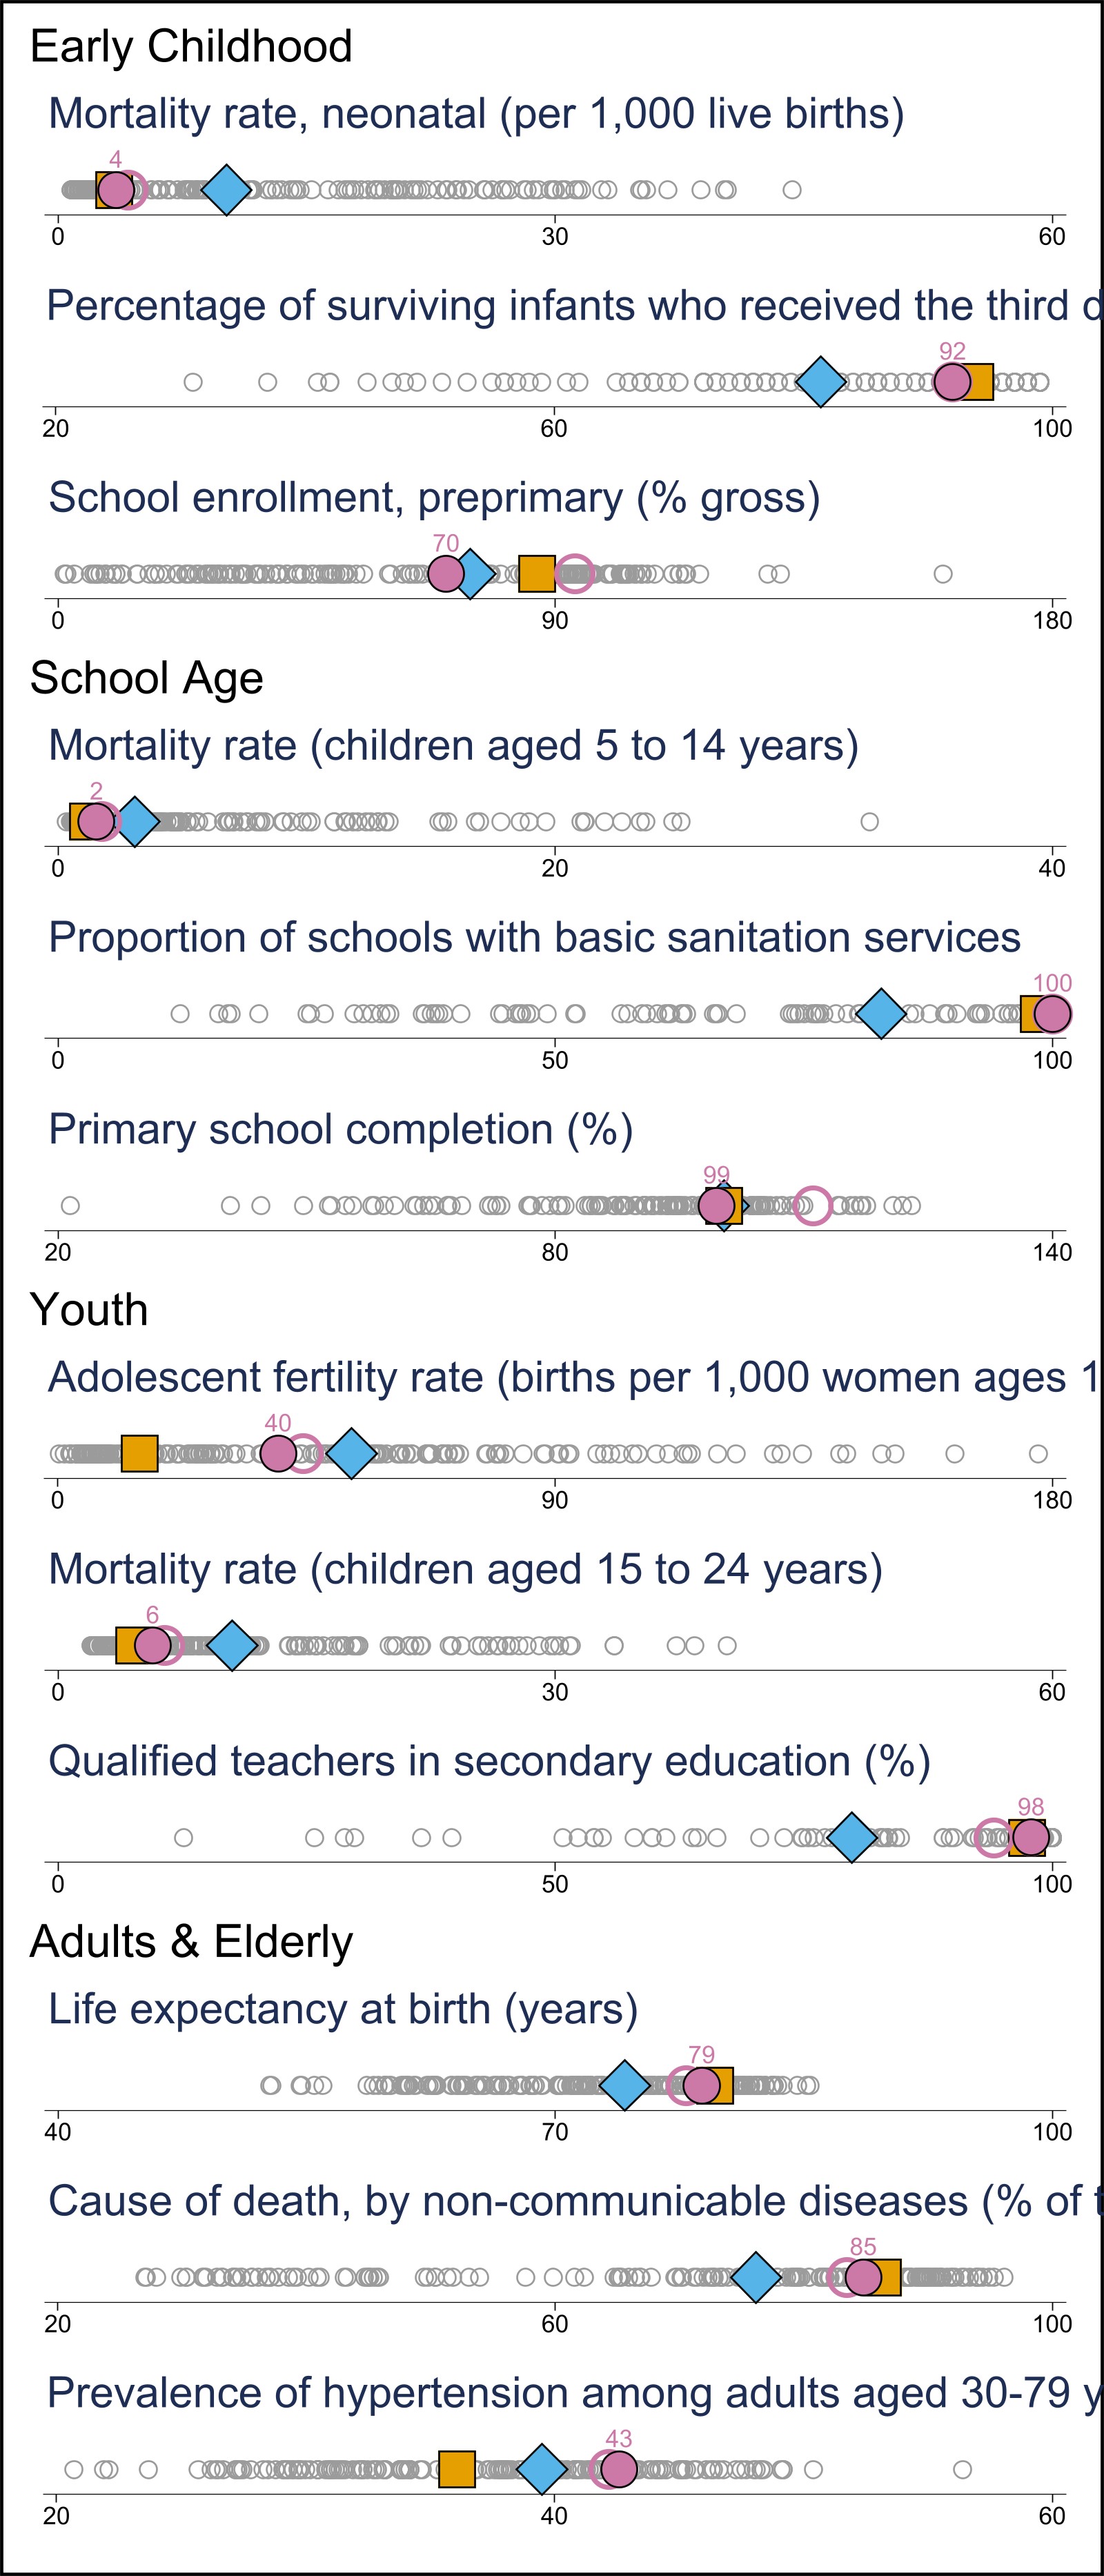 Early Childhood
Mortality rate, neonatal (per 1,000 live births)
4
0 30 60
Percentage of surviving infants who received the third d
92
20 60 100
School enrollment, preprimary (% gross)
70
0 90 180
School Age
Mortality rate (children aged 5 to 14 years)
2
0 20 40
Proportion of schools with basic sanitation services
100
0 50 100
Primary school completion (%)
99
20 80 140
Youth
Adolescent fertility rate (births per 1,000 women ages 1
40
0 90 180
Mortality rate (children aged 15 to 24 years)
6
0 30 60
Qualified teachers in secondary education (%)
98
0 50 100
Adults & Elderly
Life expectancy at birth (years)
79
40 70 100
Cause of death, by non-communicable diseases (% of t
85
20 60 100
Prevalence of hypertension among adults aged 30-79 y
43
20 40 60